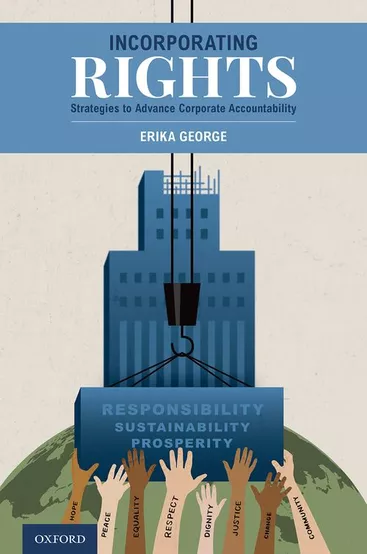 INCORPORATING
RIGHTS
Strategies to Advance Corporate Accountability
ERIKA GEORGE
RESPONSIBILITY
SUSTAINABILITY
PROSPERITY
HOPE
PEACE
EQUALITY
RESPECT
DIGNITY
JUSTICE
CHANGE
COMMUNITY
OXFORD